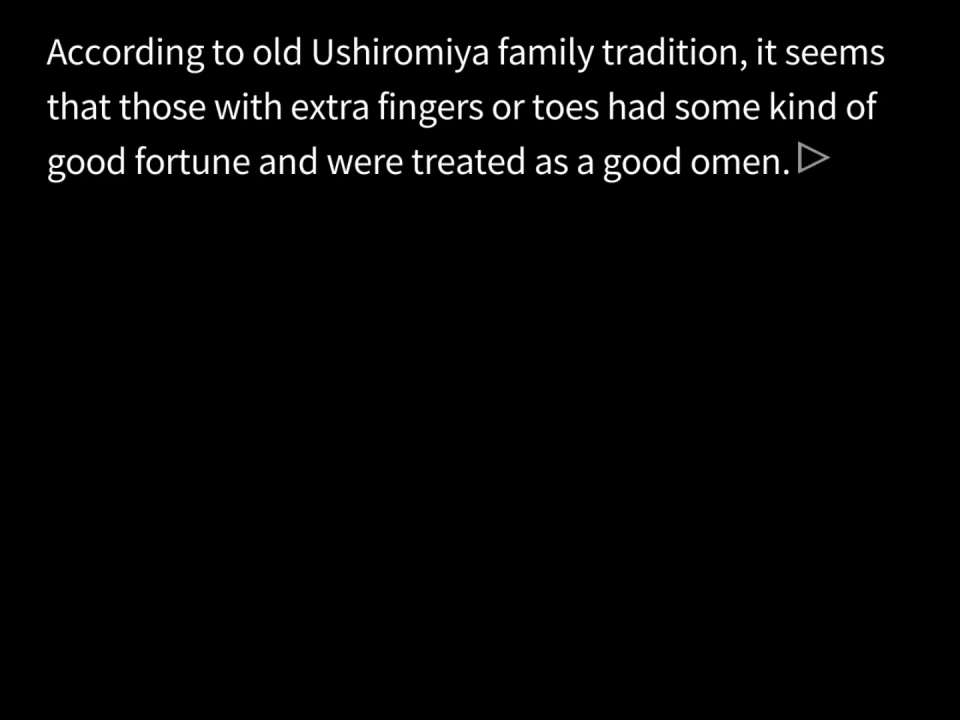 According to old Ushiromiya family tradition, it seems
that those with extra fingers or toes had some kind of
good fortune and were treated as a good omen.